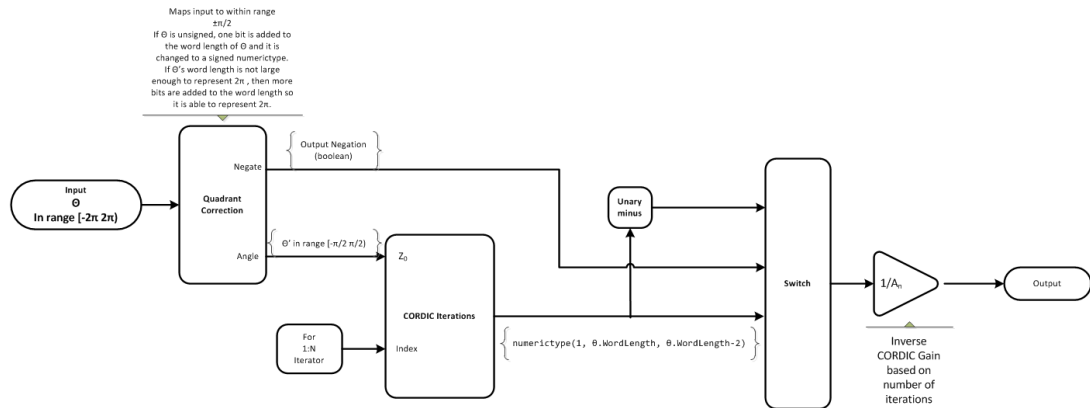 Maps input to within range
±π/2
If Θ is unsigned, one bit is added to
the word length of Θ and it is
changed to a signed numerictype.
If Θ's word length is not large
enough to represent 2π , then more
bits are added to the word length so
it is able to represent 2π.
Input
Θ
In range [-2π 2π)
Quadrant
Correction
Negate
Angle
Output Negation
(boolean)
Θ' in range [-π/2 π/2)
Z0
CORDIC Iterations
Index
For
1:N
Iterator
Unary
minus
numerictype(1, θ.WordLength, θ.WordLength-2)
Switch
1/An
Inverse
CORDIC Gain
based on
number of
iterations
Output